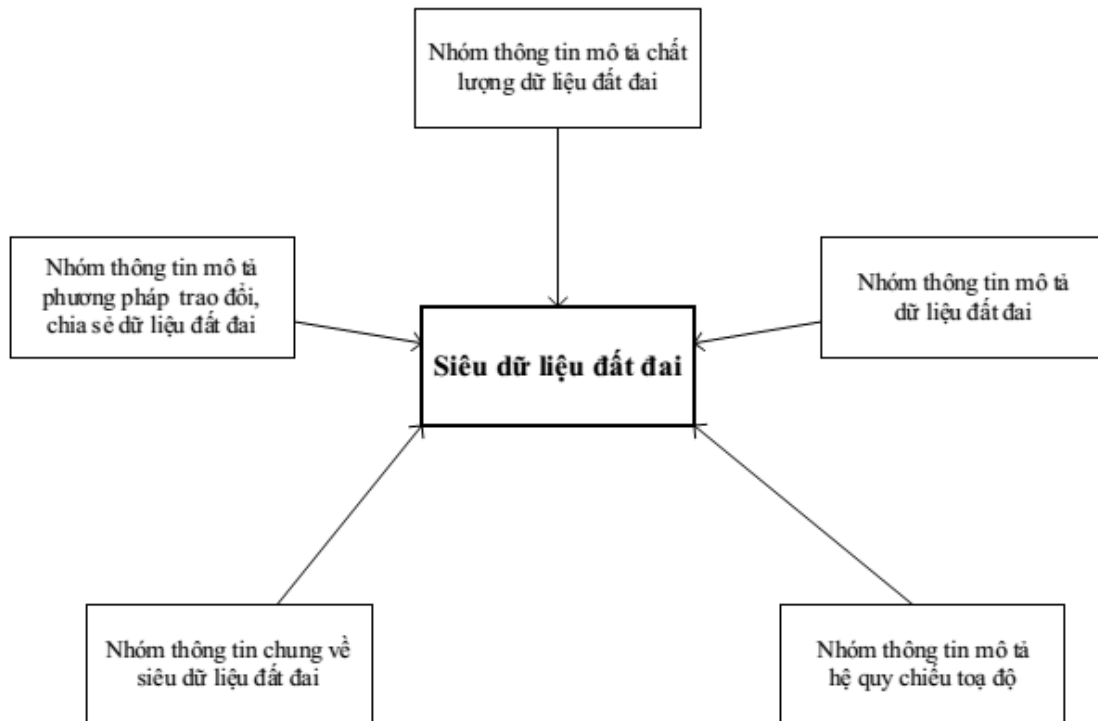 Nhóm thông tin mô tả chất
lượng dữ liệu đất đai
Nhóm thông tin mô tả
phương pháp trao đổi,
chia sẻ dữ liệu đất đai
Nhóm thông tin mô tả
dữ liệu đất đai
Siêu dữ liệu đất đai
Nhóm thông tin chung về
siêu dữ liệu đất đai
Nhóm thông tin mô tả
hệ quy chiếu toạ độ